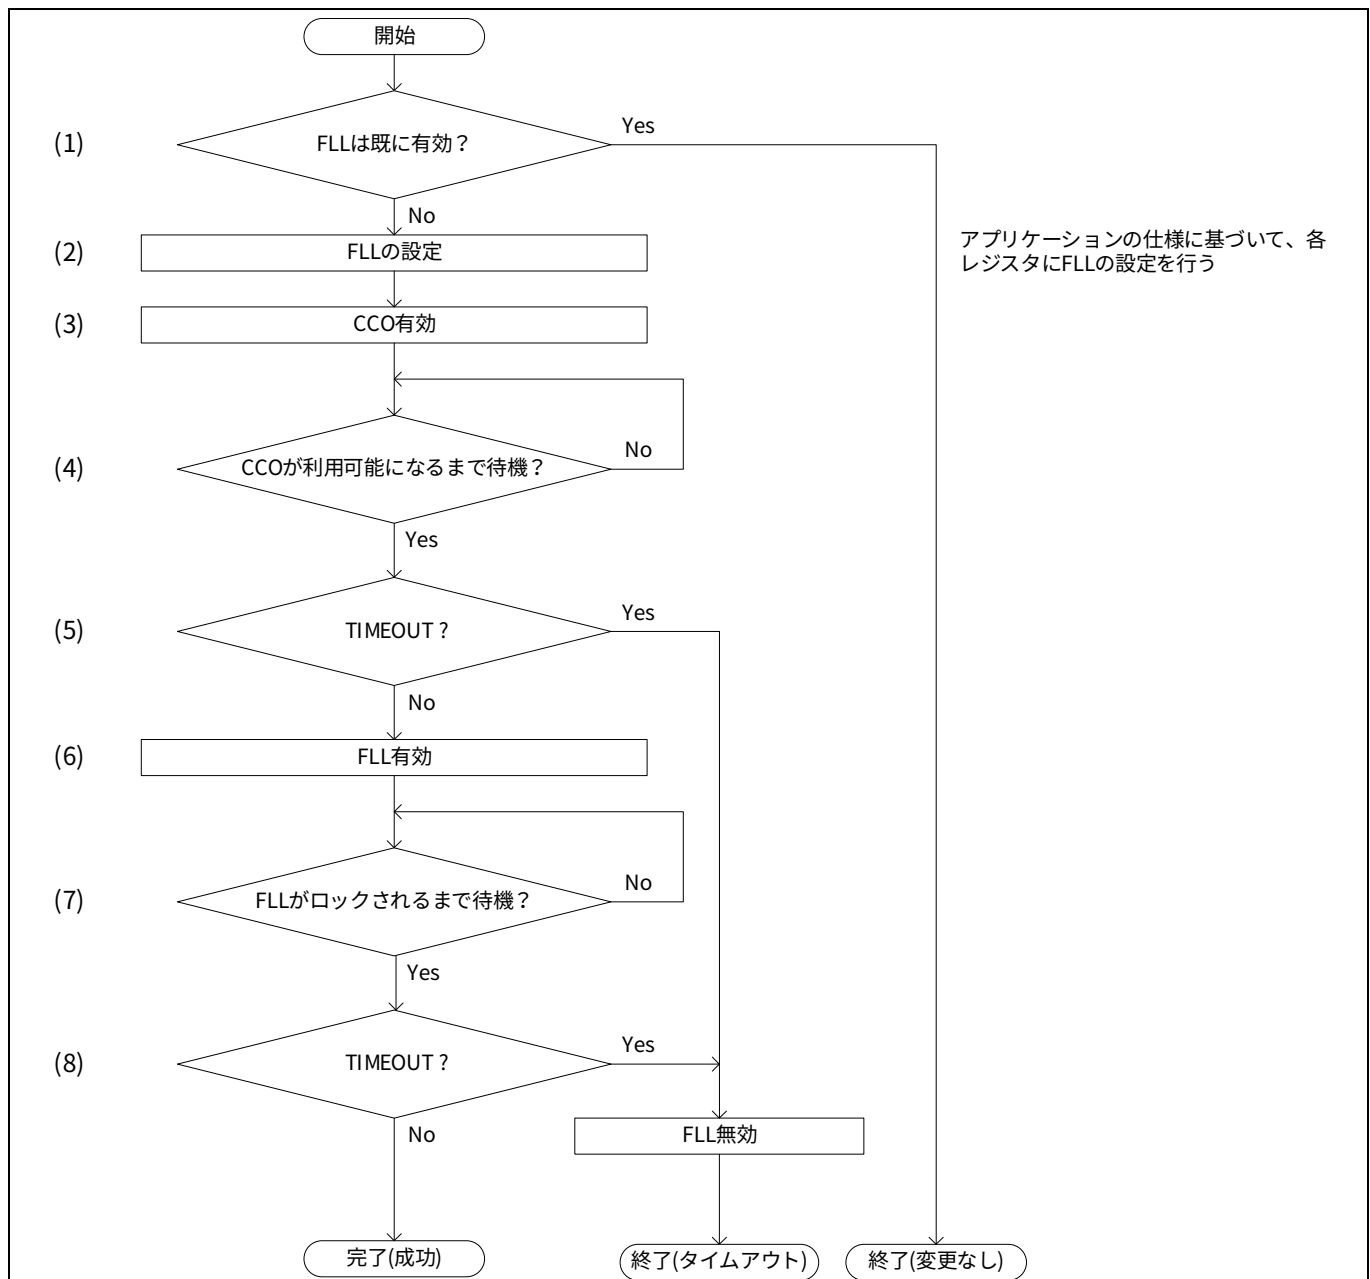 開始
(1)
FLLは既に有効？
Yes
No
アプリケーションの仕様に基づいて、各
レジスタにFLLの設定を行う
(2)
FLLの設定
(3)
CCO有効
(4)
CCOが利用可能になるまで待機？
No
Yes
(5)
TIMEOUT ?
Yes
No
(6)
FLL有効
(7)
FLLがロックされるまで待機？
No
Yes
(8)
TIMEOUT ?
Yes
No
FLL無効
完了(成功)
終了(タイムアウト)
終了(変更なし)